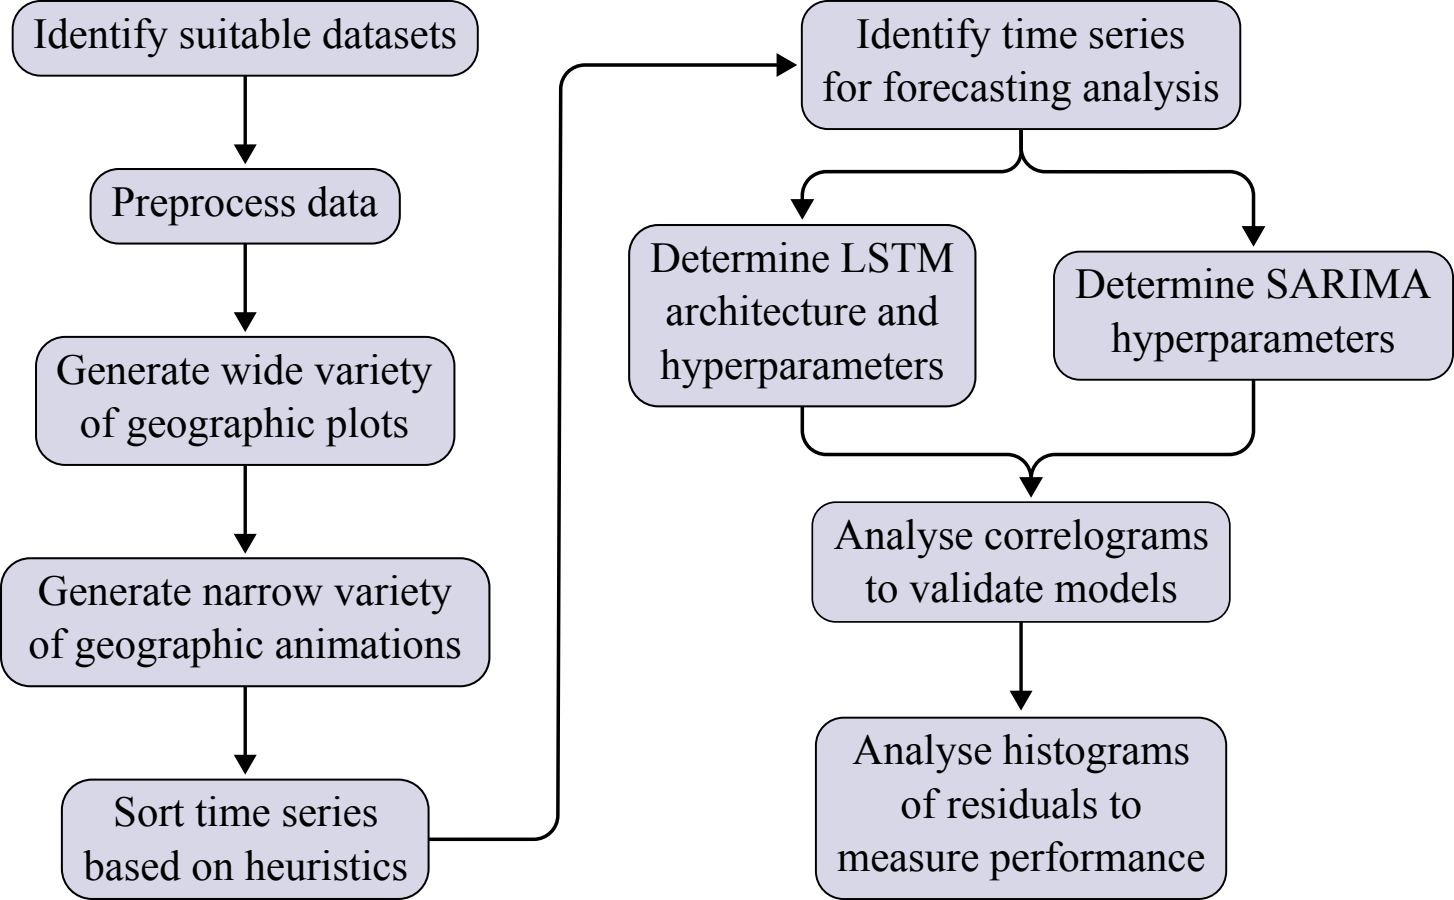 Identify suitable datasets
Preprocess data
Generate wide variety
of geographic plots
Generate narrow variety
of geographic animations
Sort time series
based on heuristics
Identify time series
for forecasting analysis
Determine LSTM
architecture and
hyperparameters
Determine SARIMA
hyperparameters
Analyse correlograms
to validate models
Analyse histograms
of residuals to
measure performance